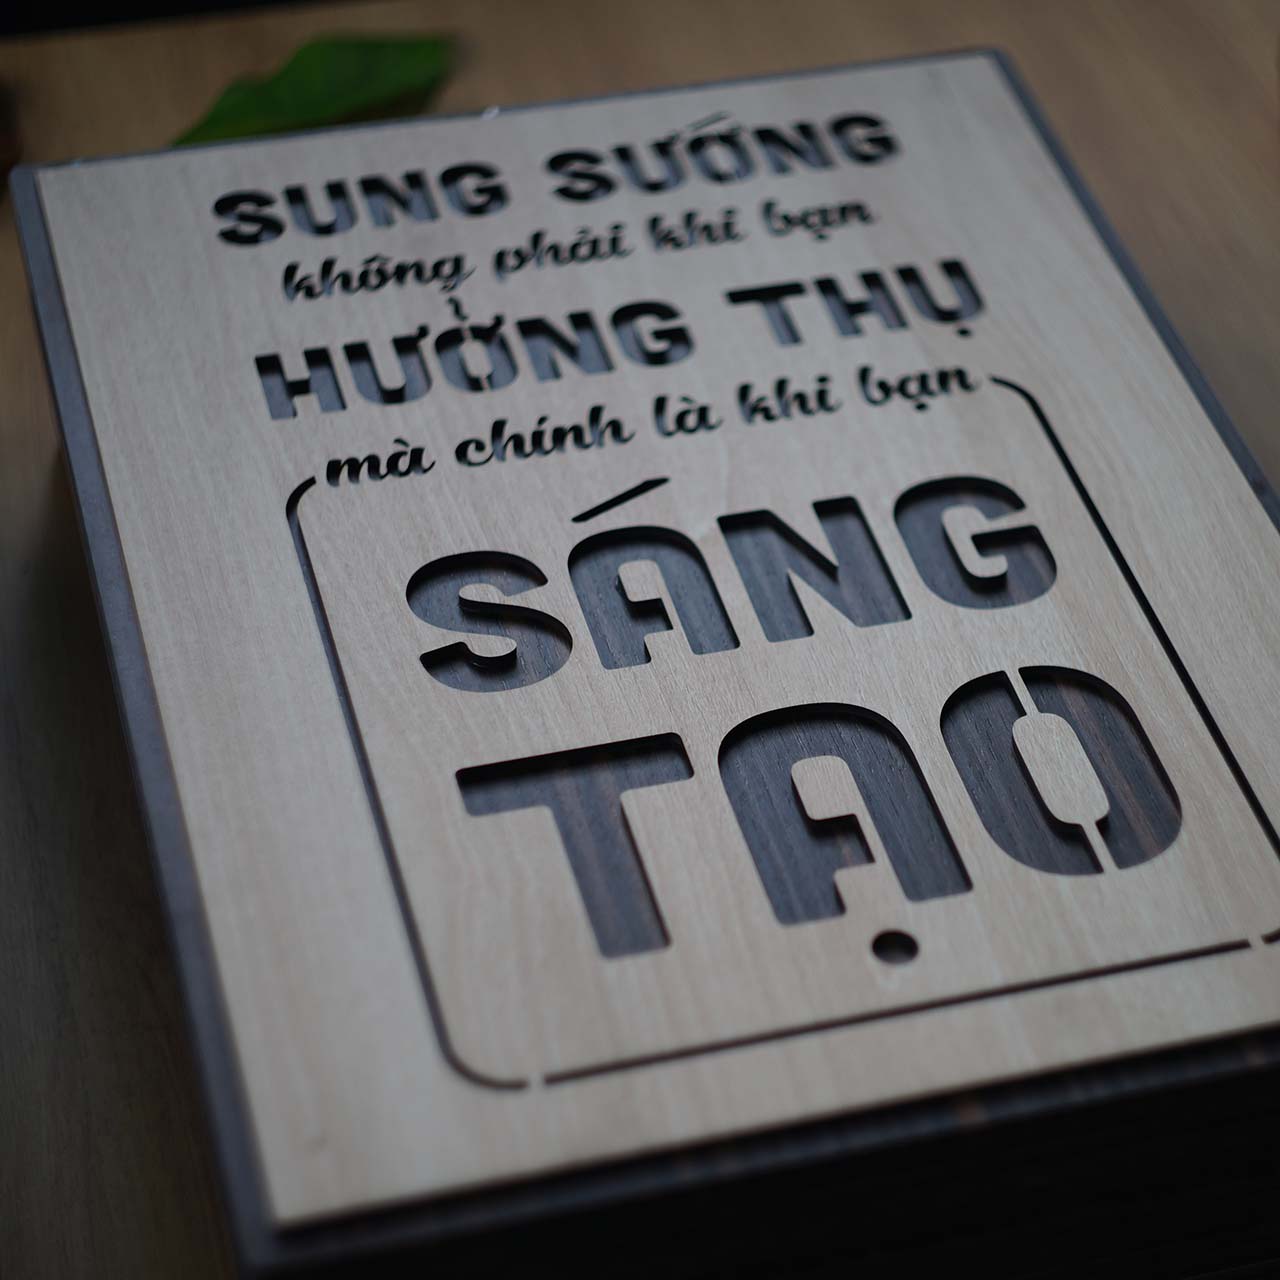 SUNG SƯỚNG
không phải khi bạn
HƯỞNG THỤ
mà chính là khi bạn
SÁNG
TẠO